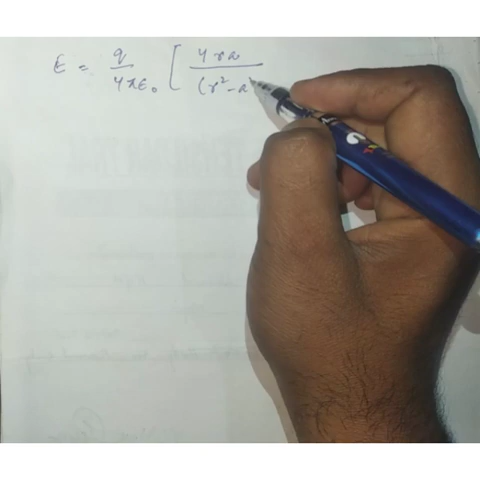 E = q/4πε₀ [ 4ra/(r² - a